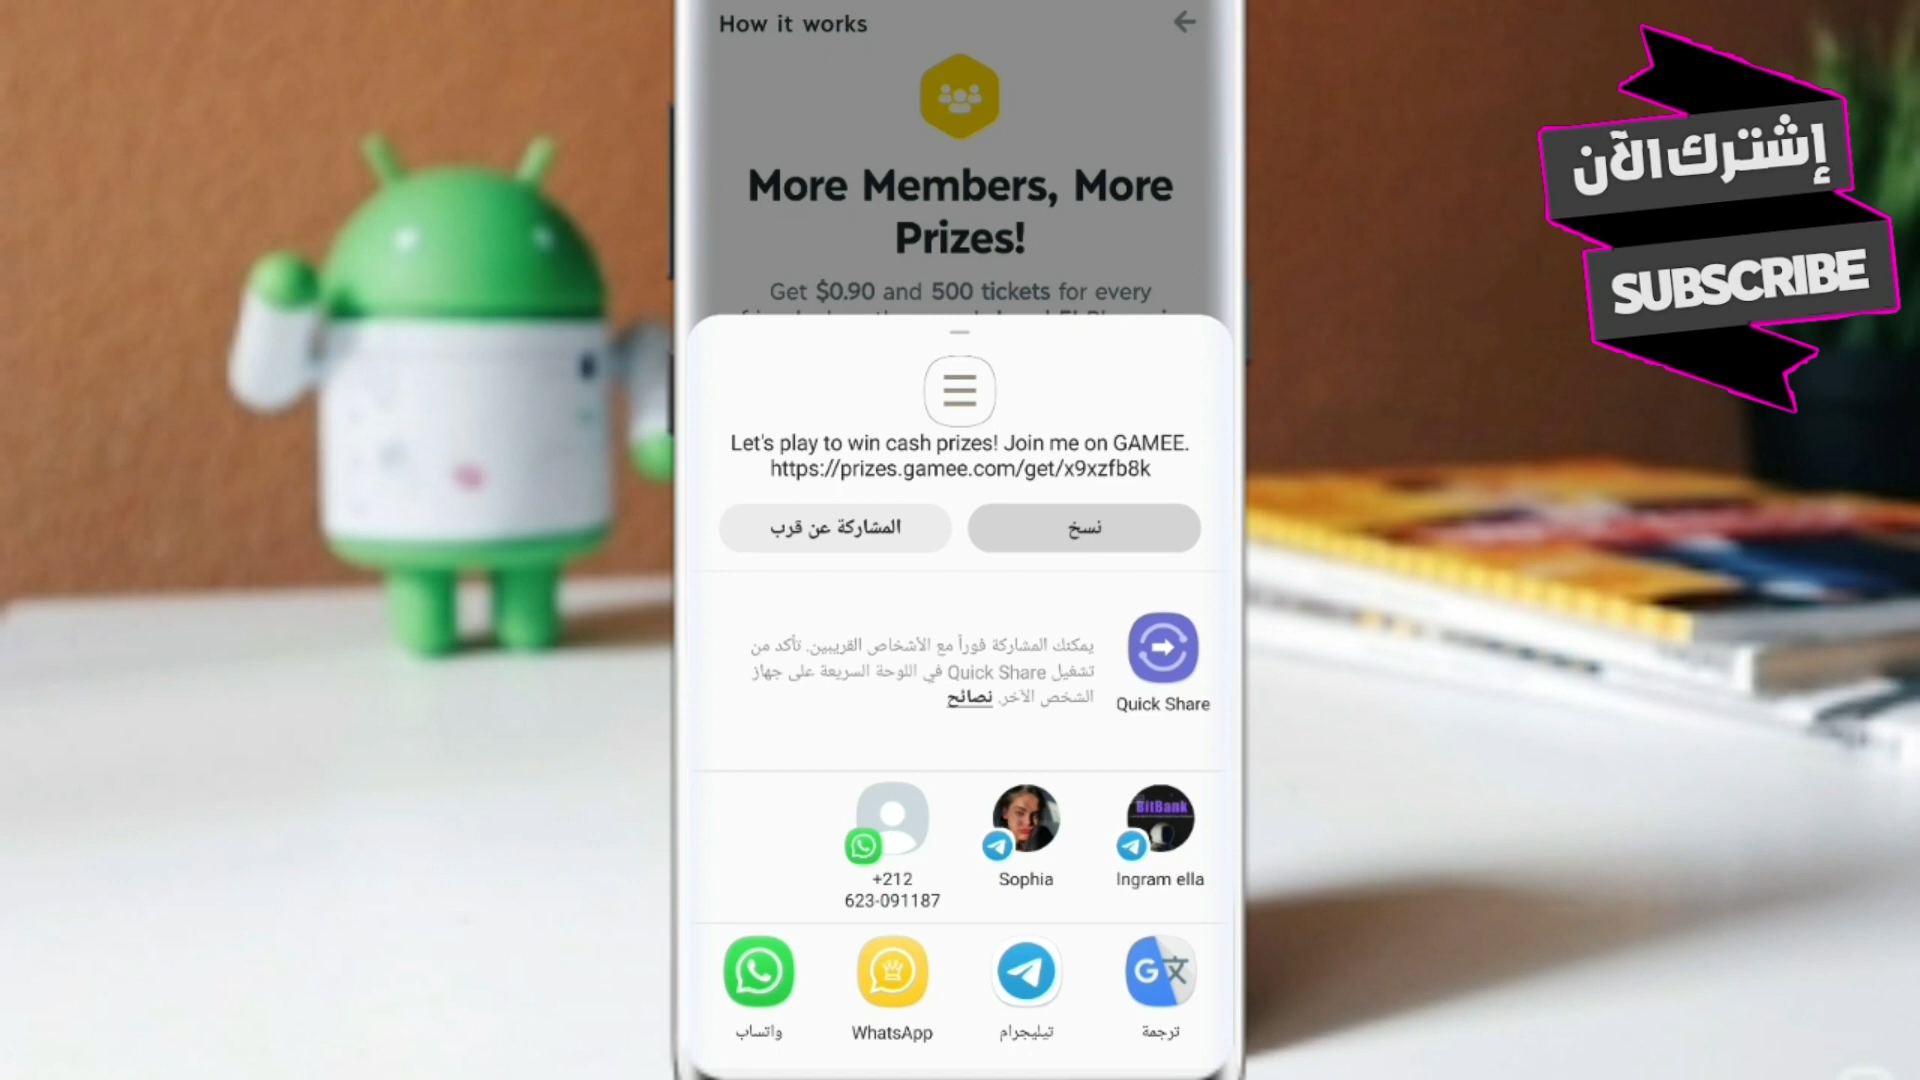 How it works
More Members, More
Prizes!
Get $0.90 and 500 tickets for every
Let's play to win cash prizes! Join me on GAMEE.
https://prizes.gamee.com/get/x9xzfb8k
المشاركة عن قرب
نسخ
يمكنك المشاركة فوراً مع الأشخاص القريبين. تأكد من
تشغيل Quick Share في اللوحة السريعة على جهاز
الشخص الآخر. نصائح
Quick Share
BitBank
+212
623-091187
Sophia
Ingram ella
واتساب
WhatsApp
تيليجرام
ترجمة
إشترك الآن
SUBSCRIBE